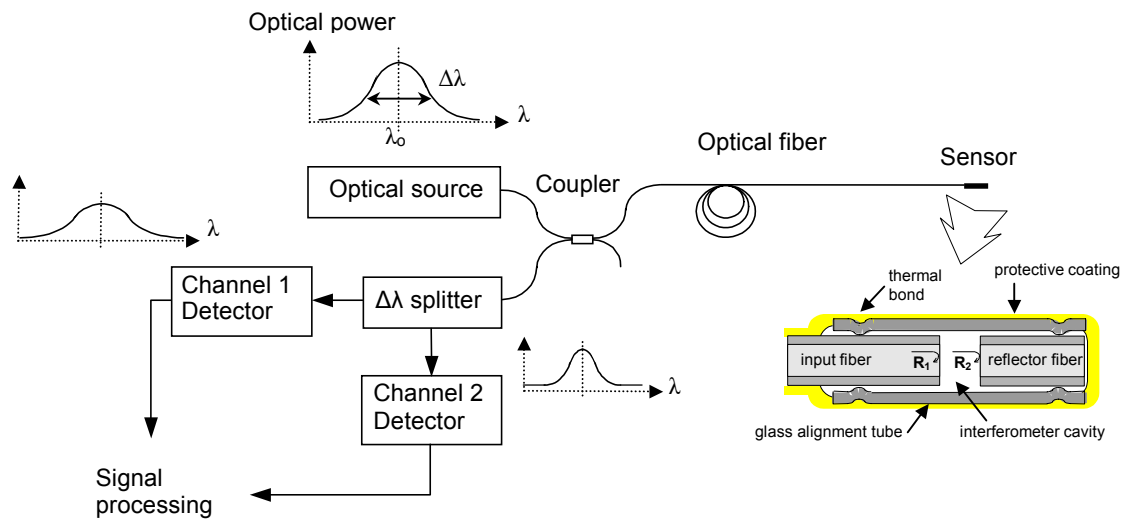 Optical power
Δλ
λ
λo
Optical fiber
Sensor
Optical source
Coupler
λ
Channel 1
Detector
Δλ splitter
thermal
bond
protective coating
input fiber
R1
R2
reflector fiber
λ
Channel 2
Detector
glass alignment tube
interferometer cavity
Signal
processing